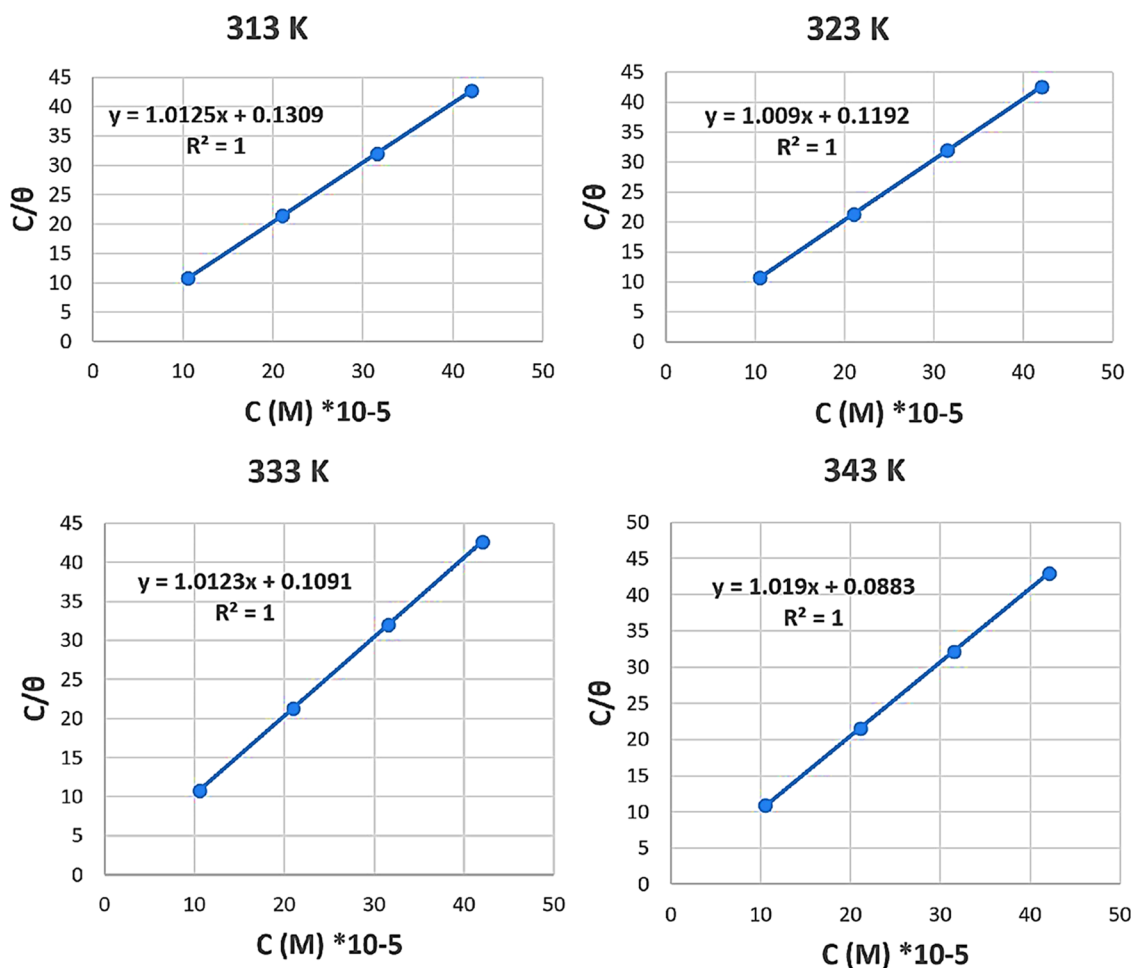 313 K
45
40
35
30
25
20
15
10
5
0
C/θ
y = 1.0125x + 0.1309
R² = 1
0 10 20 30 40 50
C (M) *10-5
323 K
45
40
35
30
25
20
15
10
5
0
C/θ
y = 1.009x + 0.1192
R² = 1
0 10 20 30 40 50
C (M) *10-5
333 K
45
40
35
30
25
20
15
10
5
0
C/θ
y = 1.0123x + 0.1091
R² = 1
0 10 20 30 40 50
C (M) *10-5
343 K
50
45
40
35
30
25
20
15
10
5
0
C/θ
y = 1.019x + 0.0883
R² = 1
0 10 20 30 40 50
C (M) *10-5